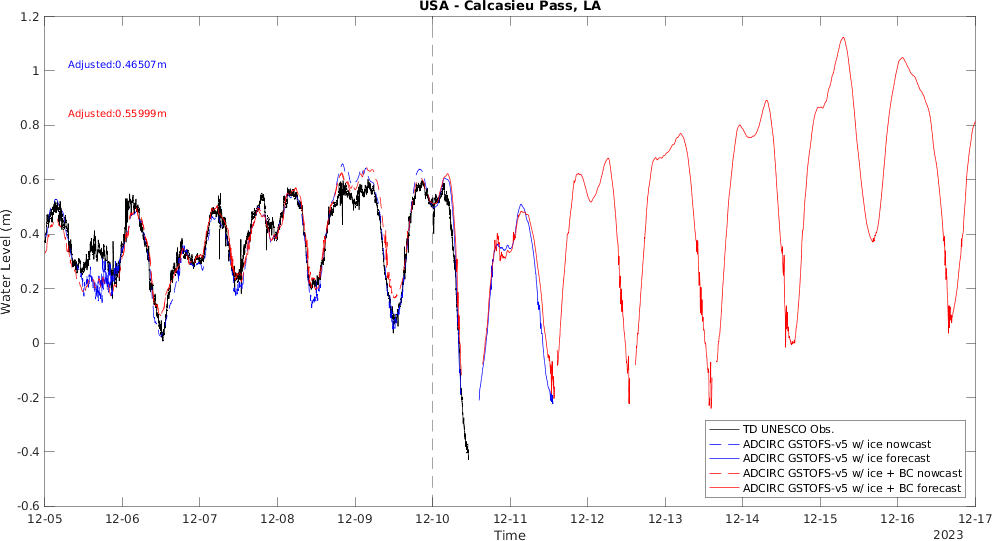 USA - Calcasieu Pass, LA
1.2
1
0.8
0.6
0.4
0.2
0
-0.2
-0.4
-0.6
Water Level (m)
Adjusted:0.46507m
Adjusted:0.55999m
TD UNESCO Obs.
ADCIRC GSTOFS-v5 w/ ice nowcast
ADCIRC GSTOFS-v5 w/ ice forecast
ADCIRC GSTOFS-v5 w/ ice + BC nowcast
ADCIRC GSTOFS-v5 w/ ice + BC forecast
12-05 12-06 12-07 12-08 12-09 12-10 12-11 12-12 12-13 12-14 12-15 12-16 12-17
Time
2023